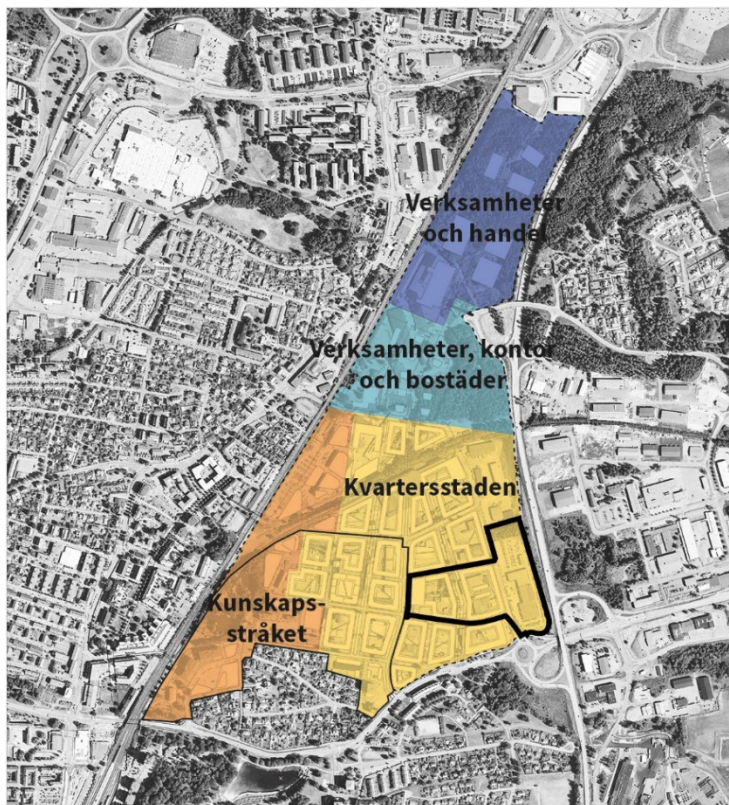 Verksamheter
och handel
Verksamheter, kontor
och bostäder
Kvartersstaden
Kunskaps-
stråket